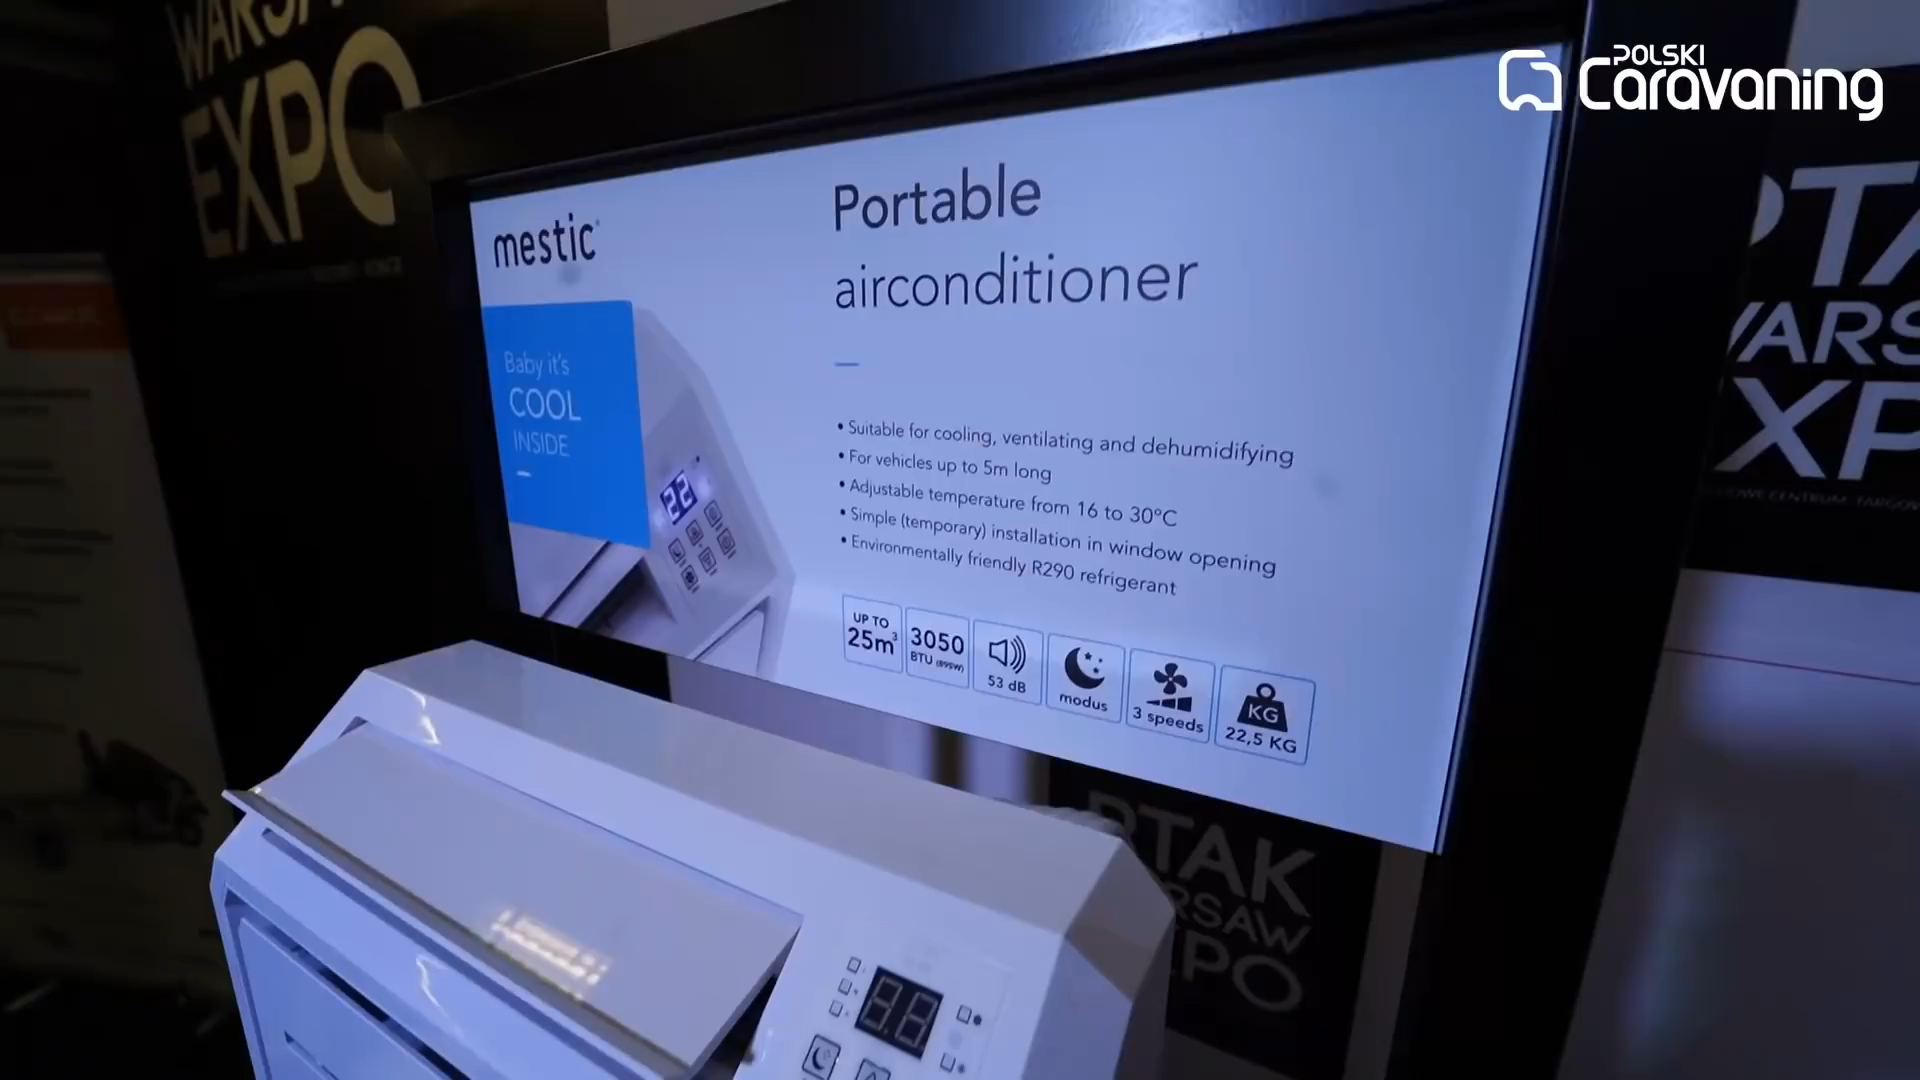 POLSKI
Caravaning
EXPO
mestic
Baby it's
COOL
INSIDE
22
Portable
airconditioner
• Suitable for cooling, ventilating and dehumidifying
• For vehicles up to 5m long
• Adjustable temperature from 16 to 30°C
• Simple (temporary) installation in window opening
• Environmentally friendly R290 refrigerant
UP TO
25m³
3050
BTU (895W)
53 dB
modus
3 speeds
KG
22,5 KG
PTAK
WARSAW
EXPO